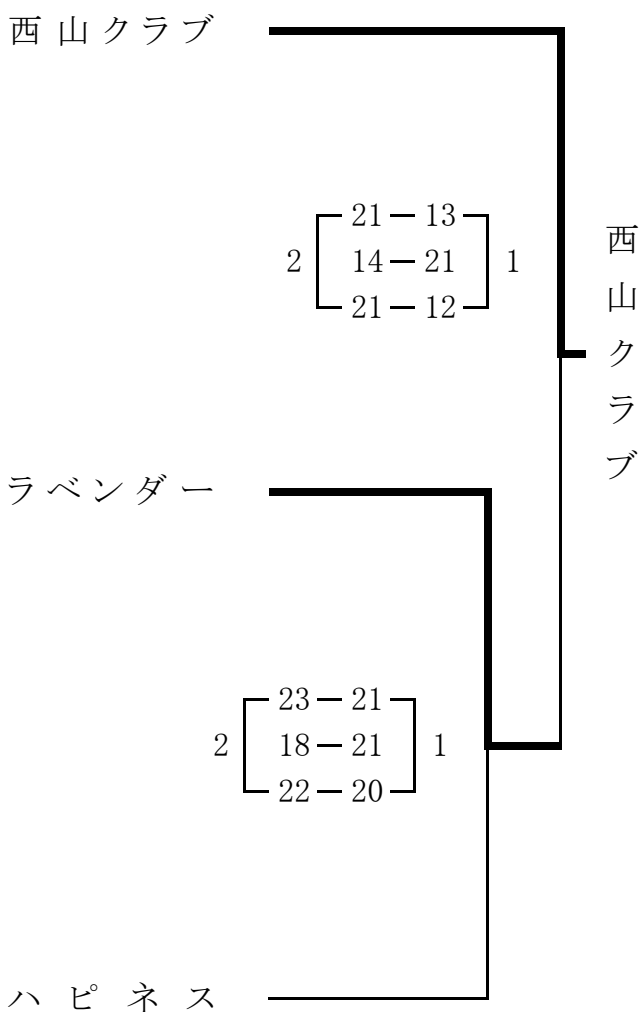 西山クラブ
21 — 13
2 14 — 21 1
21 — 12
西山クラブ
ラベンダー
23 — 21
2 18 — 21 1
22 — 20
ハピネス